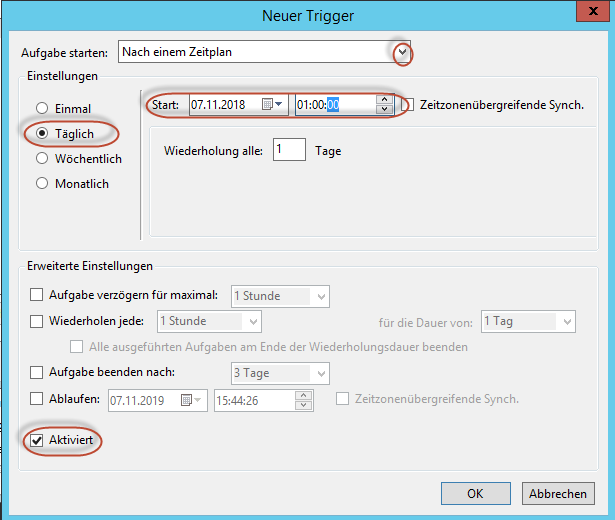 Neuer Trigger
x
Aufgabe starten: Nach einem Zeitplan
Einstellungen
Einmal
Start: 07.11.2018 01:00:00 Zeitzonenübergreifende Synch.
Täglich
Wiederholung alle: 1 Tage
Wöchentlich
Monatlich
Erweiterte Einstellungen
Aufgabe verzögern für maximal: 1 Stunde
Wiederholen jede: 1 Stunde für die Dauer von: 1 Tag
Alle ausgeführten Aufgaben am Ende der Wiederholungsdauer beenden
Aufgabe beenden nach: 3 Tage
Ablaufen: 07.11.2019 15:44:26 Zeitzonenübergreifende Synch.
Aktiviert
OK Abbrechen